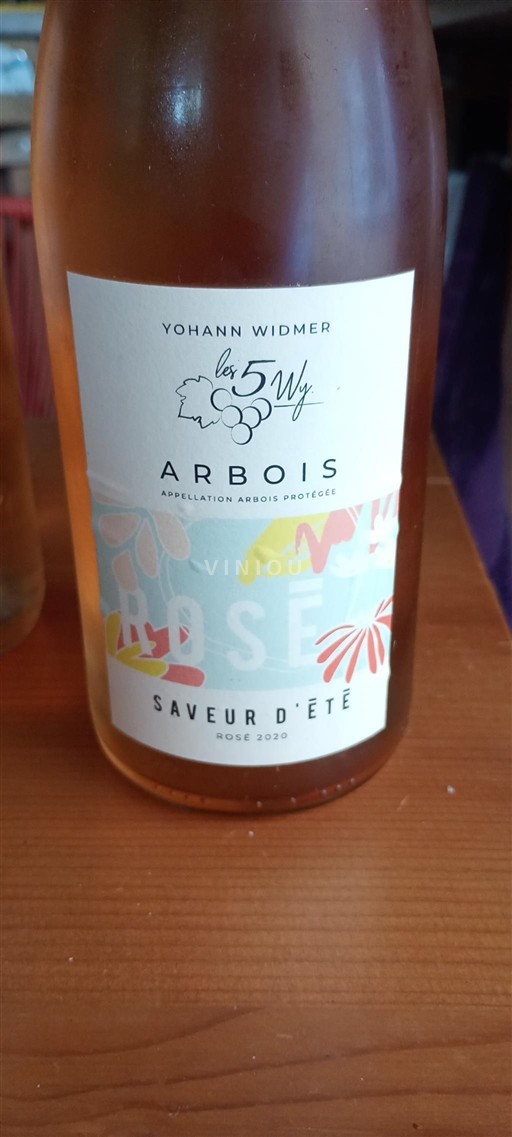 YOHANN WIDMER
les 5 Wy.
ARBOIS
APPELLATION ARBOIS PROTÉGÉE
VINIOU
ROSÉ
SAVEUR D'ÉTÉ
ROSÉ 2020